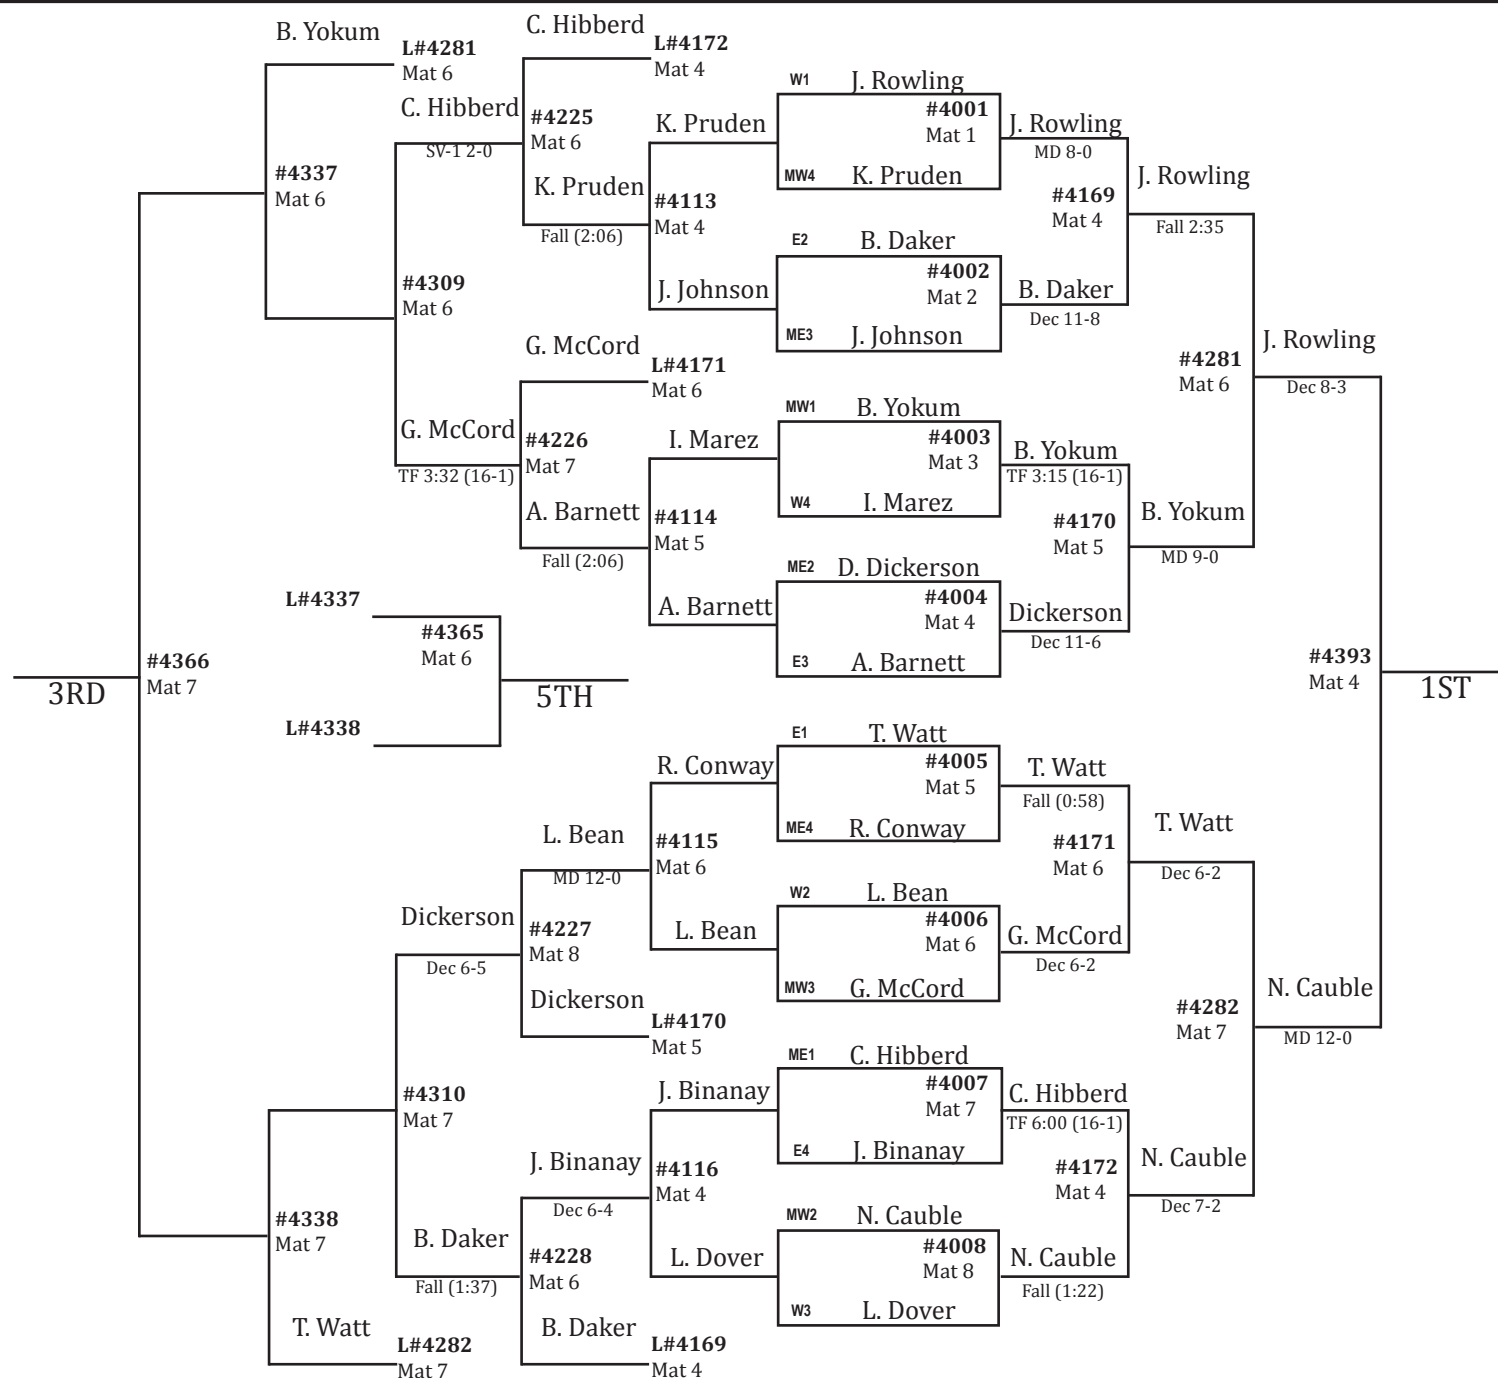 B. Yokum
C. Hibberd
L#4281
Mat 6
L#4172
Mat 4
C. Hibberd
SV-1 2-0
#4225
Mat 6
K. Pruden
W1
J. Rowling
#4001
Mat 1
MW4
K. Pruden
J. Rowling
MD 8-0
#4337
Mat 6
K. Pruden
Fall (2:06)
#4113
Mat 4
J. Rowling
Fall 2:35
#4169
Mat 4
E2
B. Daker
#4002
Mat 2
ME3
J. Johnson
J. Johnson
B. Daker
Dec 11-8
#4309
Mat 6
G. McCord
L#4171
Mat 6
#4281
Mat 6
J. Rowling
Dec 8-3
MW1
B. Yokum
#4003
Mat 3
W4
I. Marez
G. McCord
TF 3:32 (16-1)
#4226
Mat 7
I. Marez
B. Yokum
TF 3:15 (16-1)
A. Barnett
Fall (2:06)
#4114
Mat 5
#4170
Mat 5
B. Yokum
MD 9-0
ME2
D. Dickerson
#4004
Mat 4
E3
A. Barnett
A. Barnett
Dickerson
Dec 11-6
L#4337
#4365
Mat 6
L#4338
5TH
#4366
Mat 7
3RD
#4393
Mat 4
1ST
E1
T. Watt
#4005
Mat 5
ME4
R. Conway
R. Conway
T. Watt
Fall (0:58)
L. Bean
MD 12-0
#4115
Mat 6
#4171
Mat 6
T. Watt
Dec 6-2
W2
L. Bean
#4006
Mat 6
MW3
G. McCord
L. Bean
G. McCord
Dec 6-2
Dickerson
Dec 6-5
#4227
Mat 8
Dickerson
L#4170
Mat 5
#4282
Mat 7
N. Cauble
MD 12-0
ME1
C. Hibberd
#4007
Mat 7
E4
J. Binanay
J. Binanay
C. Hibberd
TF 6:00 (16-1)
#4310
Mat 7
J. Binanay
Dec 6-4
#4116
Mat 4
#4172
Mat 4
N. Cauble
Dec 7-2
MW2
N. Cauble
#4008
Mat 8
W3
L. Dover
L. Dover
N. Cauble
Fall (1:22)
#4338
Mat 7
B. Daker
Fall (1:37)
#4228
Mat 6
B. Daker
L#4169
Mat 4
T. Watt
L#4282
Mat 7